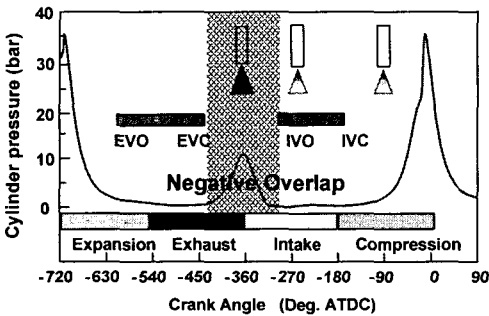 Cylinder pressure (bar)
40
30
20
10
0
EVO EVC IVO IVC
Negative Overlap
Expansion Exhaust Intake Compression
-720 -630 -540 -450 -360 -270 -180 -90 0 90
Crank Angle (Deg. ATDC)